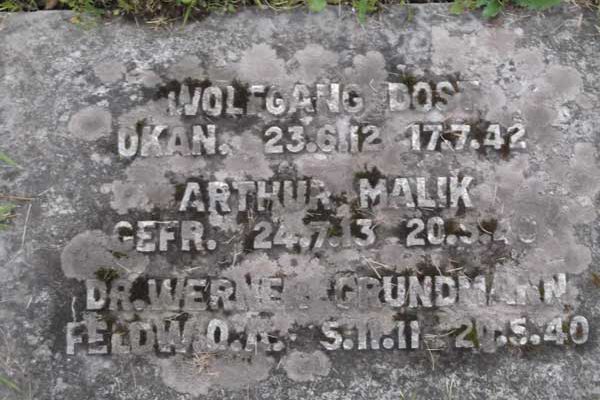 WOLFGANG DOST
OKAN. 23.6.12 17.7.42
ARTHUR MALIK
GEFR. 24.7.13
DR. WERNER GRUNDMANN
FELDW. 5.11.11 - 20.5.40